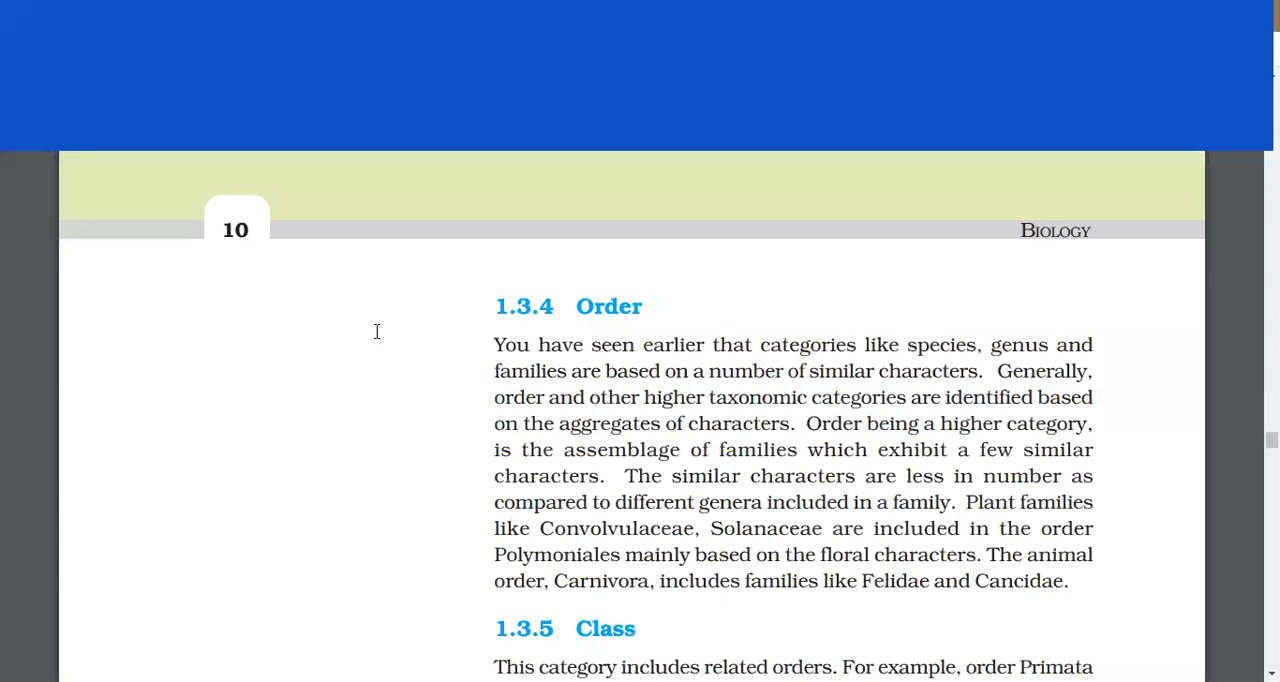 10
BIOLOGY
1.3.4 Order
You have seen earlier that categories like species, genus and
families are based on a number of similar characters. Generally,
order and other higher taxonomic categories are identified based
on the aggregates of characters. Order being a higher category,
is the assemblage of families which exhibit a few similar
characters. The similar characters are less in number as
compared to different genera included in a family. Plant families
like Convolvulaceae, Solanaceae are included in the order
Polymoniales mainly based on the floral characters. The animal
order, Carnivora, includes families like Felidae and Cancidae.
1.3.5 Class
This category includes related orders. For example, order Primata